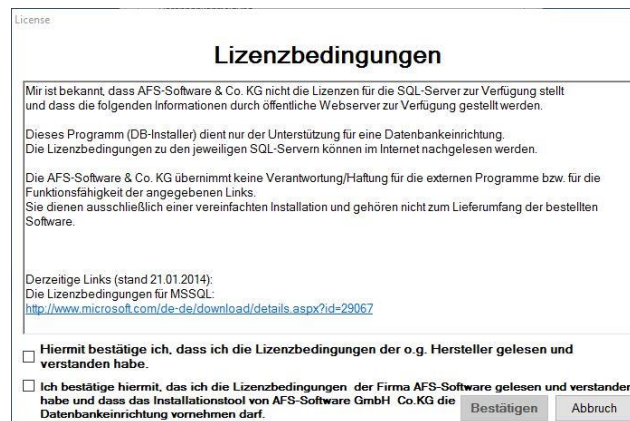 License
Lizenzbedingungen
Mir ist bekannt, dass AFS-Software & Co. KG nicht die Lizenzen für die SQL-Server zur Verfügung stellt
und dass die folgenden Informationen durch öffentliche Webserver zur Verfügung gestellt werden.
Dieses Programm (DB-Installer) dient nur der Unterstützung für eine Datenbankeinrichtung.
Die Lizenzbedingungen zu den jeweiligen SQL-Servern können im Internet nachgelesen werden.
Die AFS-Software & Co. KG übernimmt keine Verantwortung/Haftung für die externen Programme bzw. für die
Funktionsfähigkeit der angegebenen Links.
Sie dienen ausschließlich einer vereinfachten Installation und gehören nicht zum Lieferumfang der bestellten
Software.
Derzeitige Links (stand 21.01.2014):
Die Lizenzbedingungen für MSSQL:
http://www.microsoft.com/de-de/download/details.aspx?id=29067
Hiermit bestätige ich, dass ich die Lizenzbedingungen der o.g. Hersteller gelesen und
verstanden habe.
Ich bestätige hiermit, das ich die Lizenzbedingungen der Firma AFS-Software gelesen und verstanden
habe und dass das Installationstool von AFS-Software GmbH Co.KG die
Datenbankeinrichtung vornehmen darf.
Bestätigen
Abbruch